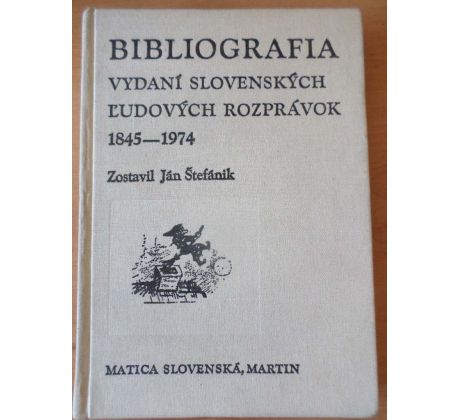 BIBLIOGRAFIA
VYDANÍ SLOVENSKÝCH
ĽUDOVÝCH ROZPRÁVOK
1845—1974
Zostavil Ján Štefánik
MATICA SLOVENSKÁ, MARTIN